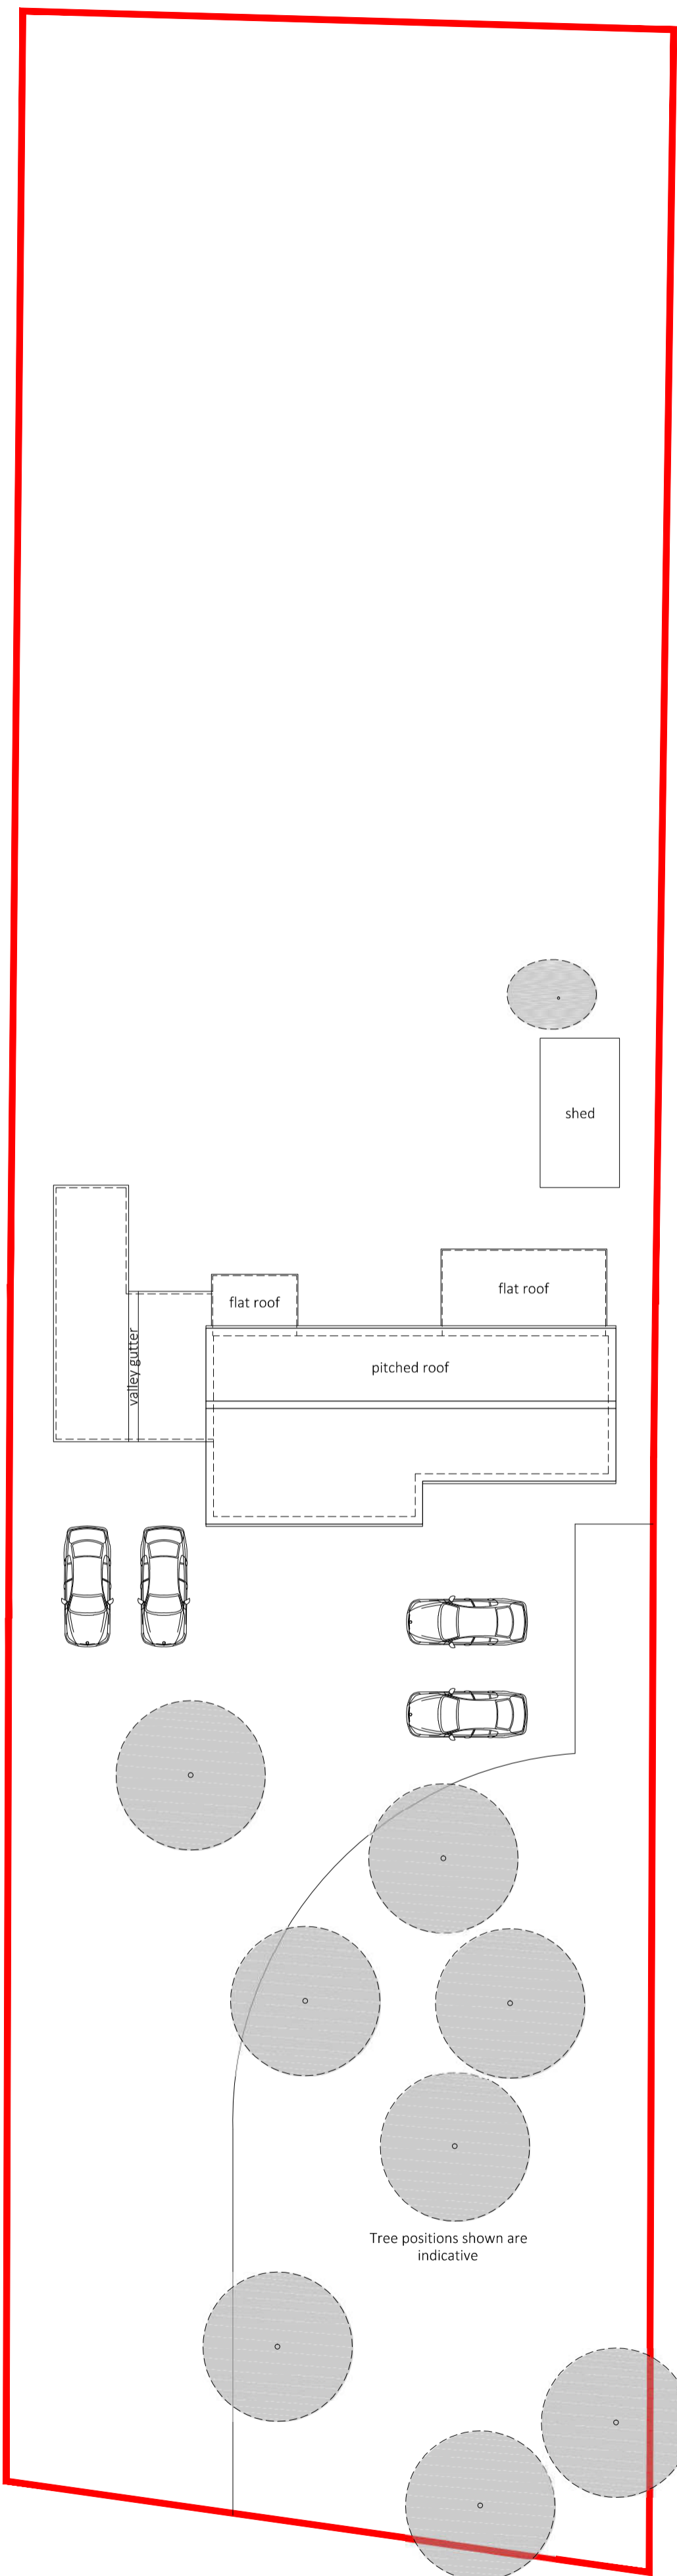 shed
flat roof
flat roof
valley gutter
pitched roof
Tree positions shown are
indicative